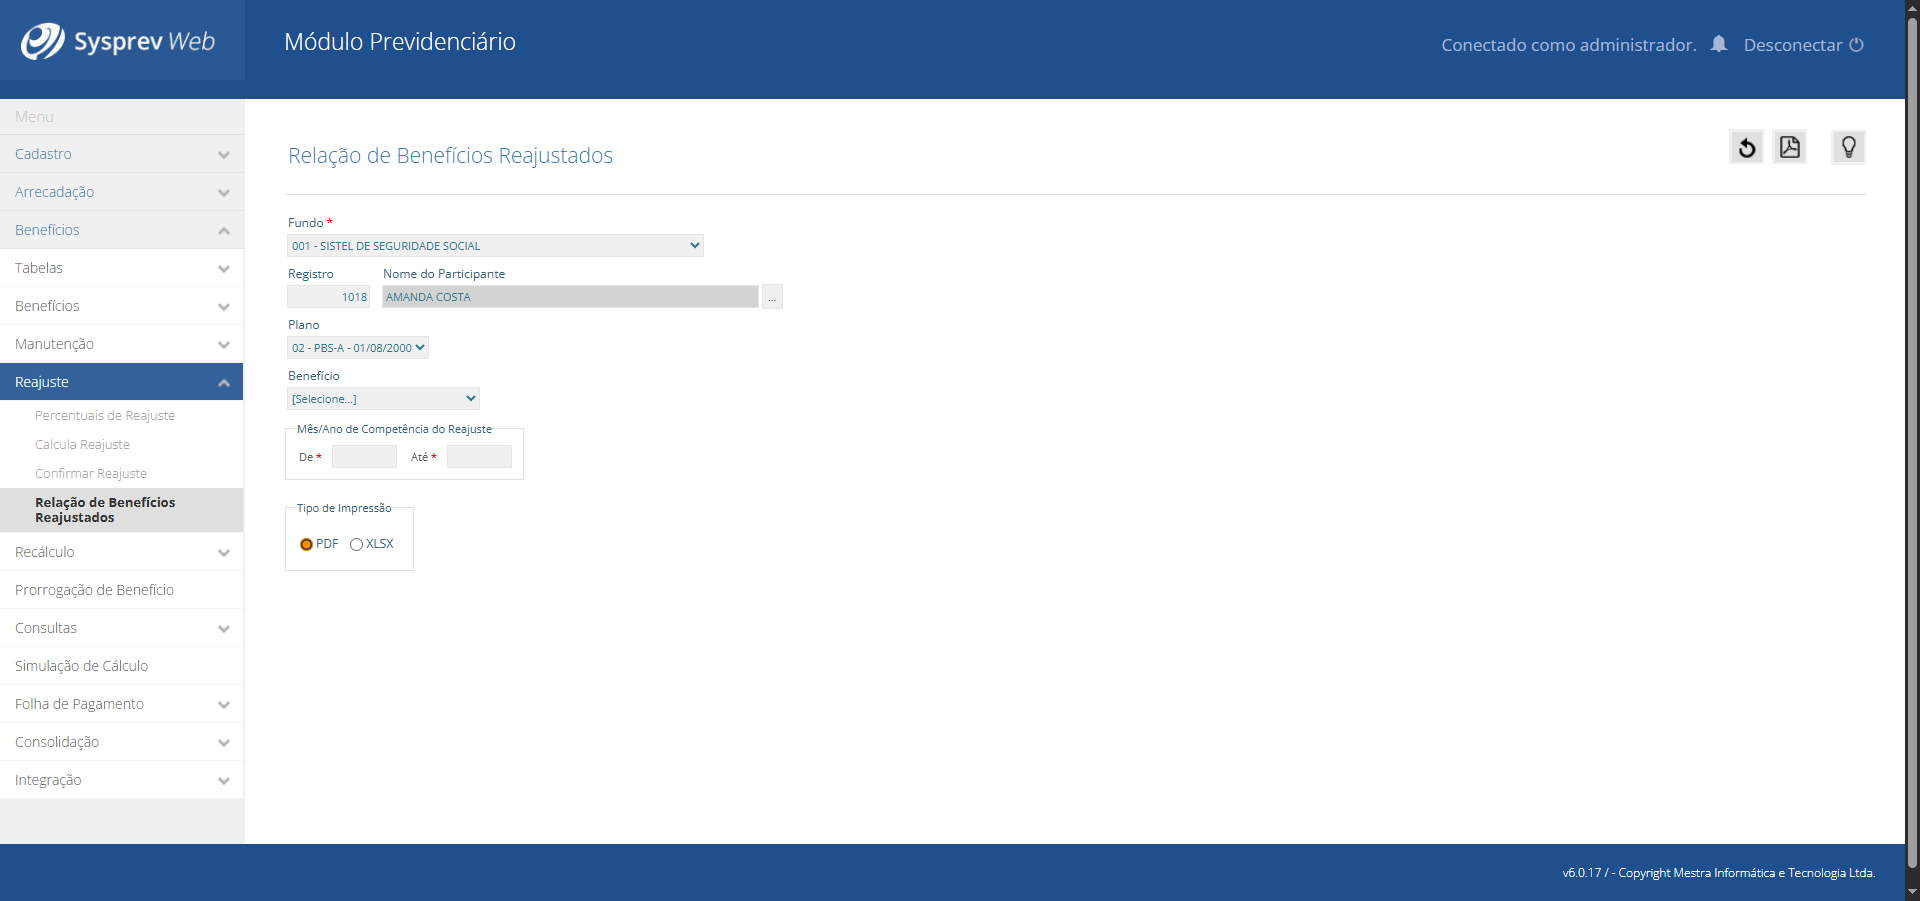 Sysprev Web
Módulo Previdenciário
Conectado como administrador.
Desconectar
Menu
Cadastro
Arrecadação
Benefícios
Tabelas
Benefícios
Manutenção
Reajuste
Percentuais de Reajuste
Calcula Reajuste
Confirmar Reajuste
Relação de Benefícios
Reajustados
Recálculo
Prorrogação de Benefício
Consultas
Simulação de Cálculo
Folha de Pagamento
Consolidação
Integração
Relação de Benefícios Reajustados
Fundo *
001 - SISTEL DE SEGURIDADE SOCIAL
Registro Nome do Participante
1018 AMANDA COSTA ...
Plano
02 - PBS-A - 01/08/2000
Benefício
[Selecione...]
Mês/Ano de Competência do Reajuste
De * Até *
Tipo de Impressão
PDF XLSX
v6.0.17 / - Copyright Mestra Informática e Tecnologia Ltda.